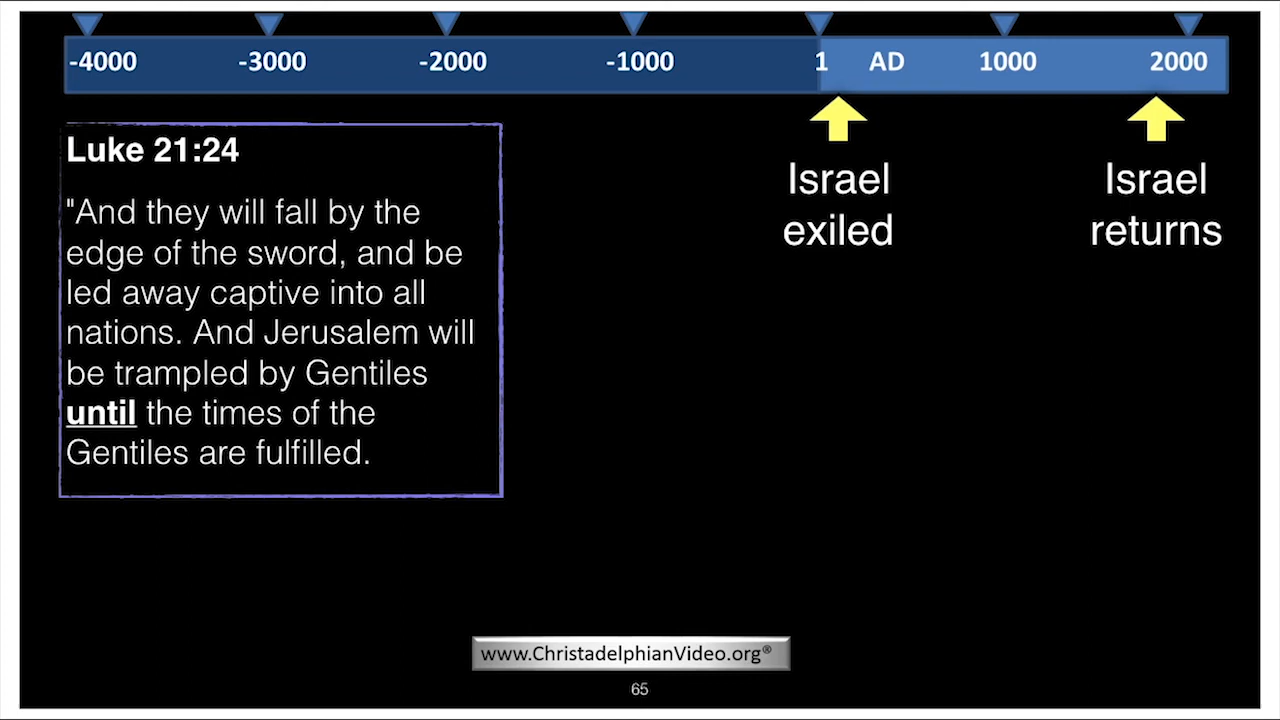 -4000 -3000 -2000 -1000 1 AD 1000 2000
Israel
exiled
Israel
returns
Luke 21:24
"And they will fall by the
edge of the sword, and be
led away captive into all
nations. And Jerusalem will
be trampled by Gentiles
until the times of the
Gentiles are fulfilled.
www.ChristadelphianVideo.org®
65